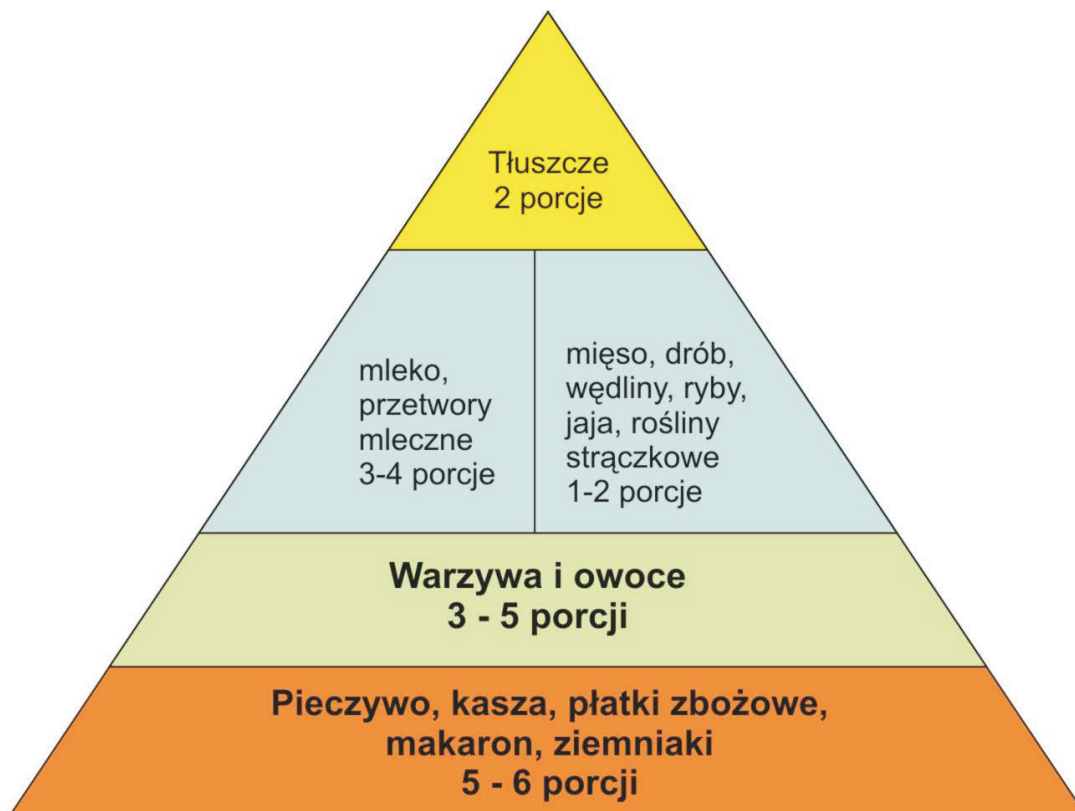 Tłuszcze
2 porcje
mleko,
przetwory
mleczne
3-4 porcje
mięso, drób,
wędliny, ryby,
jaja, rośliny
strączkowe
1-2 porcje
Warzywa i owoce
3 - 5 porcji
Pieczywo, kasza, płatki zbożowe,
makaron, ziemniaki
5 - 6 porcji